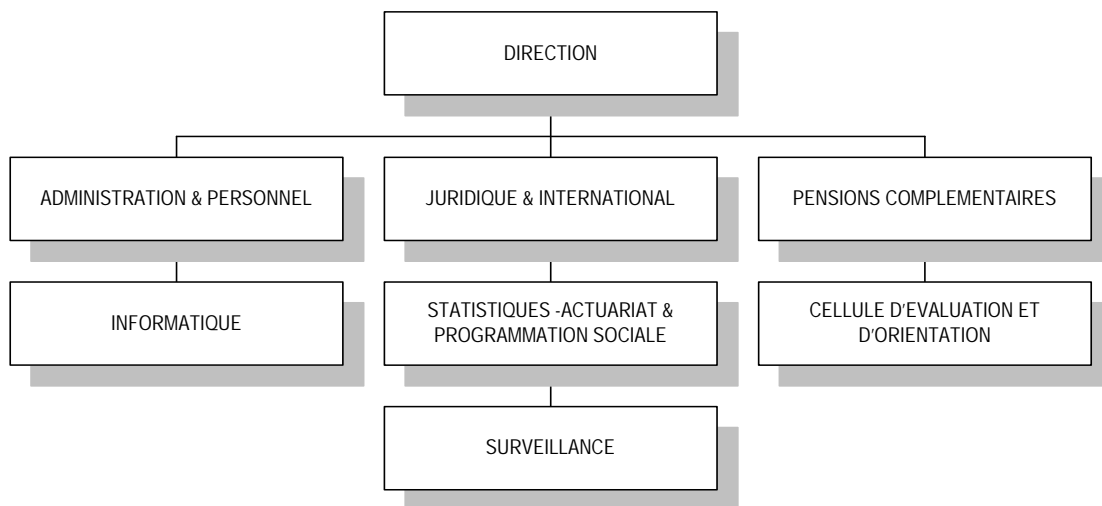 DIRECTION
ADMINISTRATION & PERSONNEL
JURIDIQUE & INTERNATIONAL
PENSIONS COMPLEMENTAIRES
INFORMATIQUE
STATISTIQUES -ACTUARIAT &
PROGRAMMATION SOCIALE
CELLULE D'EVALUATION ET
D'ORIENTATION
SURVEILLANCE